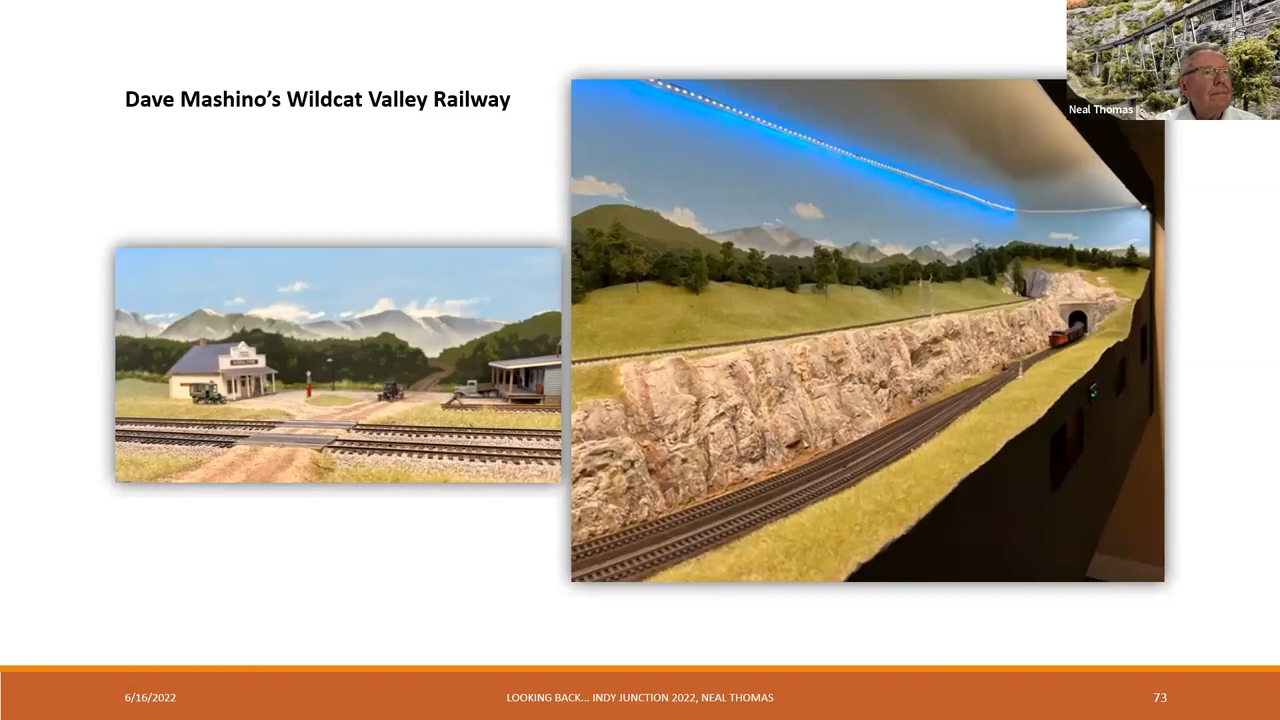 Dave Mashino’s Wildcat Valley Railway
Neal Thomas
6/16/2022
LOOKING BACK… INDY JUNCTION 2022, NEAL THOMAS
73